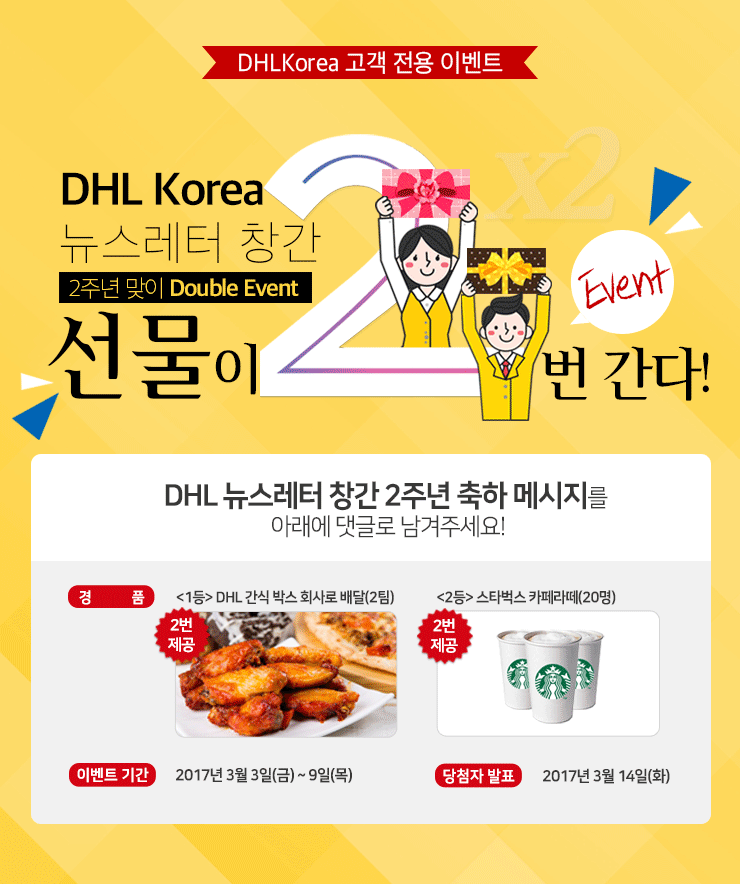 DHLKorea 고객 전용 이벤트
x2
DHL Korea
뉴스레터 창간
2주년 맞이 Double Event
선물이 2번 간다!
Event
DHL 뉴스레터 창간 2주년 축하 메시지를
아래에 댓글로 남겨주세요!
경 품
<1등> DHL 간식 박스 회사로 배달(2팀)
<2등> 스타벅스 카페라떼(20명)
2번
제공
2번
제공
이벤트 기간
2017년 3월 3일(금) ~ 9일(목)
당첨자 발표
2017년 3월 14일(화)